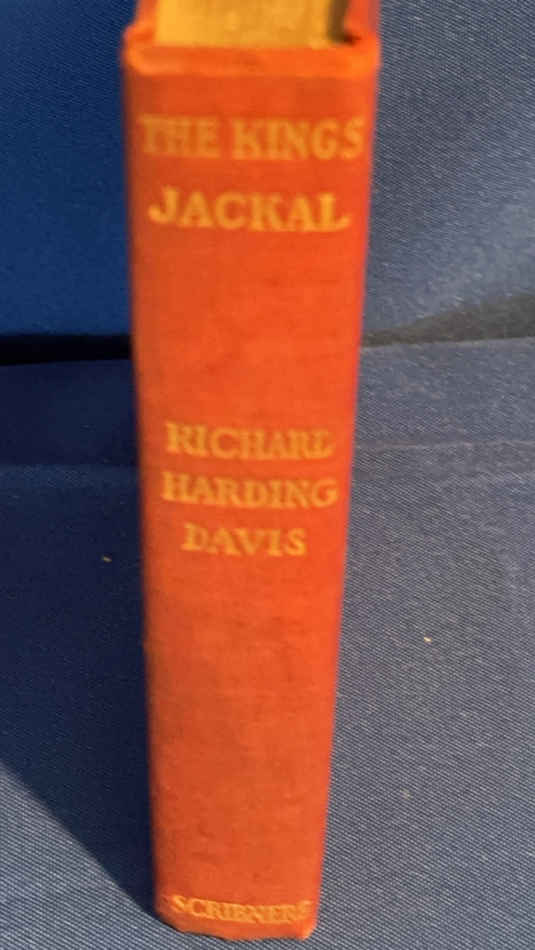 THE KINGS
JACKAL
RICHARD
HARDING
DAVIS
SCRIBNERS